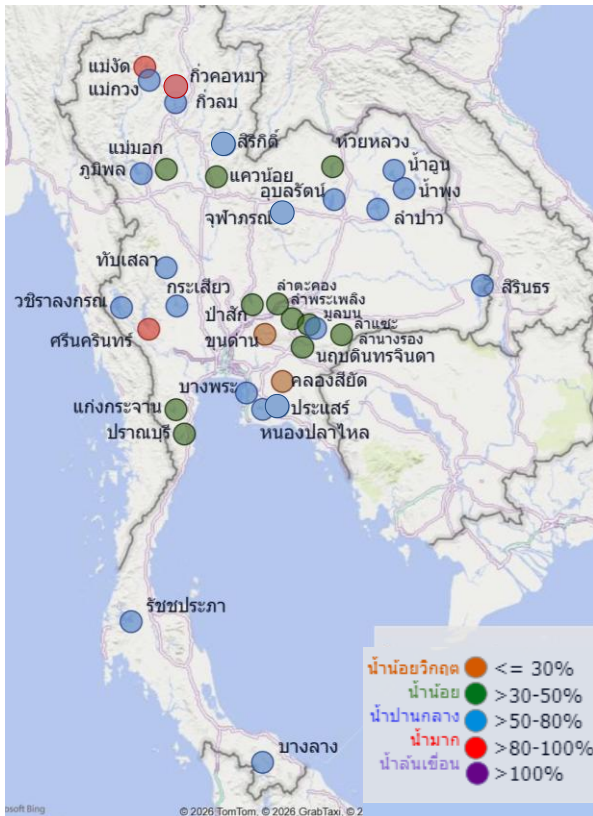 แม่งัด
แม่กวง
กิ่วคอหมา
กิ่วลม
สิริกิติ์
แม่มอก
ภูมิพล
แควน้อย
ห้วยหลวง
น้ำอูน
น้ำพุง
อุบลรัตน์
จุฬาภรณ์
ลำปาว
ทับเสลา
กระเสียว
วชิราลงกรณ
ศรีนครินทร์
สิรินธร
ป่าสัก
ลำตะคอง
ลำพระเพลิง
มูลบน
ลำแซะ
ลำนางรอง
ขุนด่าน
นฤบดินทรจินดา
คลองสียัด
บางพระ
ประแสร์
หนองปลาไหล
แก่งกระจาน
ปราณบุรี
รัชชประภา
บางลาง
น้ำน้อยวิกฤต <= 30%
น้ำน้อย >30-50%
น้ำปานกลาง >50-80%
น้ำมาก >80-100%
น้ำล้นเขื่อน >100%
osoft Bing
© 2026 TomTom, © 2026 GrabTaxi, © 2